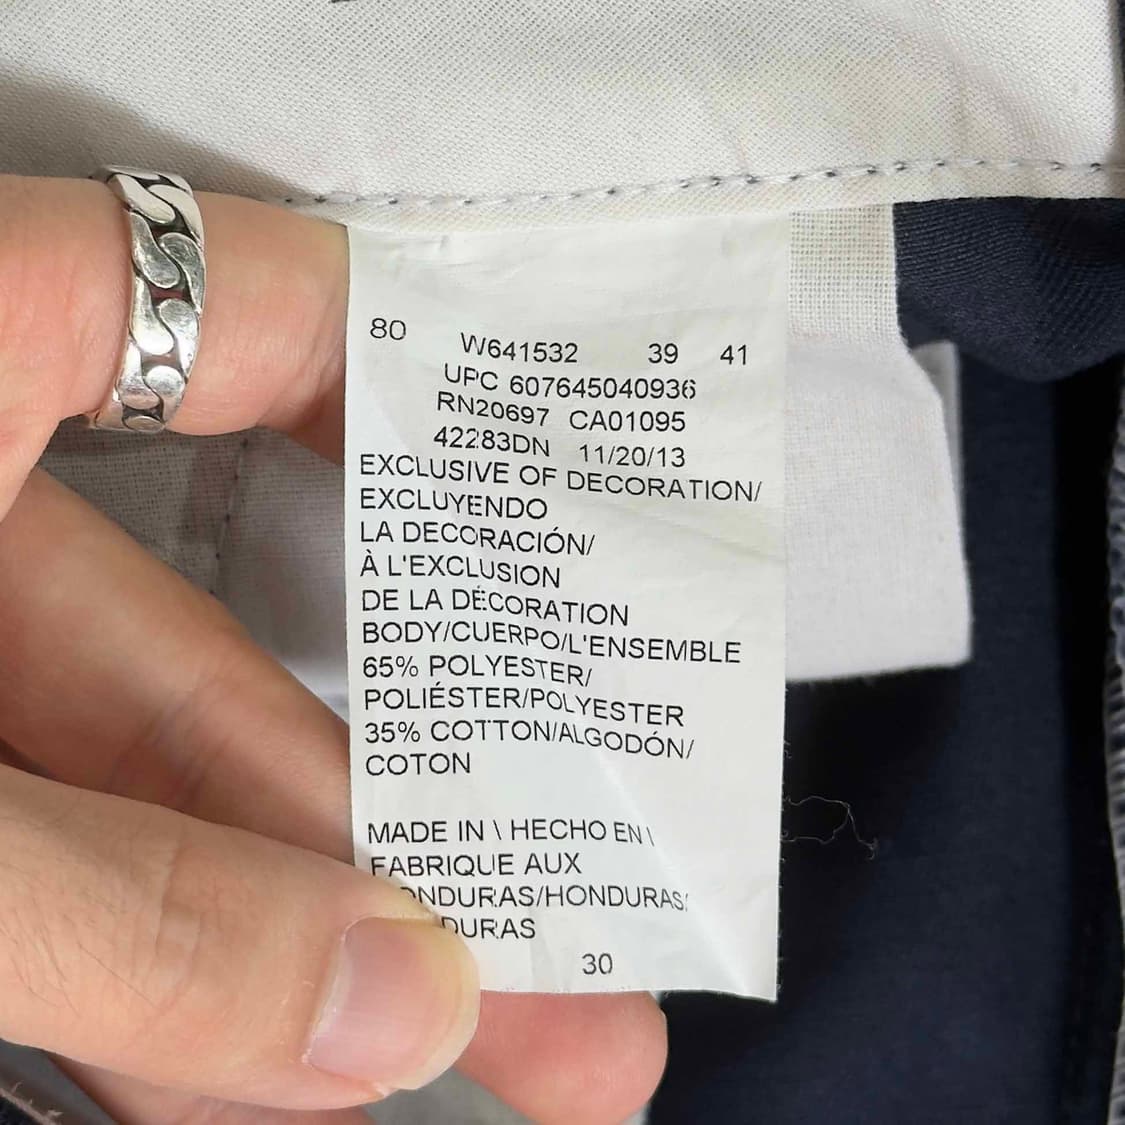 80 W641532 39 41
UPC 607645040936
RN20697 CA01095
42283DN 11/20/13
EXCLUSIVE OF DECORATION/
EXCLUYENDO
LA DECORACIÓN/
À L'EXCLUSION
DE LA DÉCORATION
BODY/CUERPO/L'ENSEMBLE
65% POLYESTER/
POLIÉSTER/POLYESTER
35% COTTON/ALGODÓN/
COTON
MADE IN \ HECHO EN \
FABRIQUE AUX
ONDURAS/HONDURAS/
DURAS
30